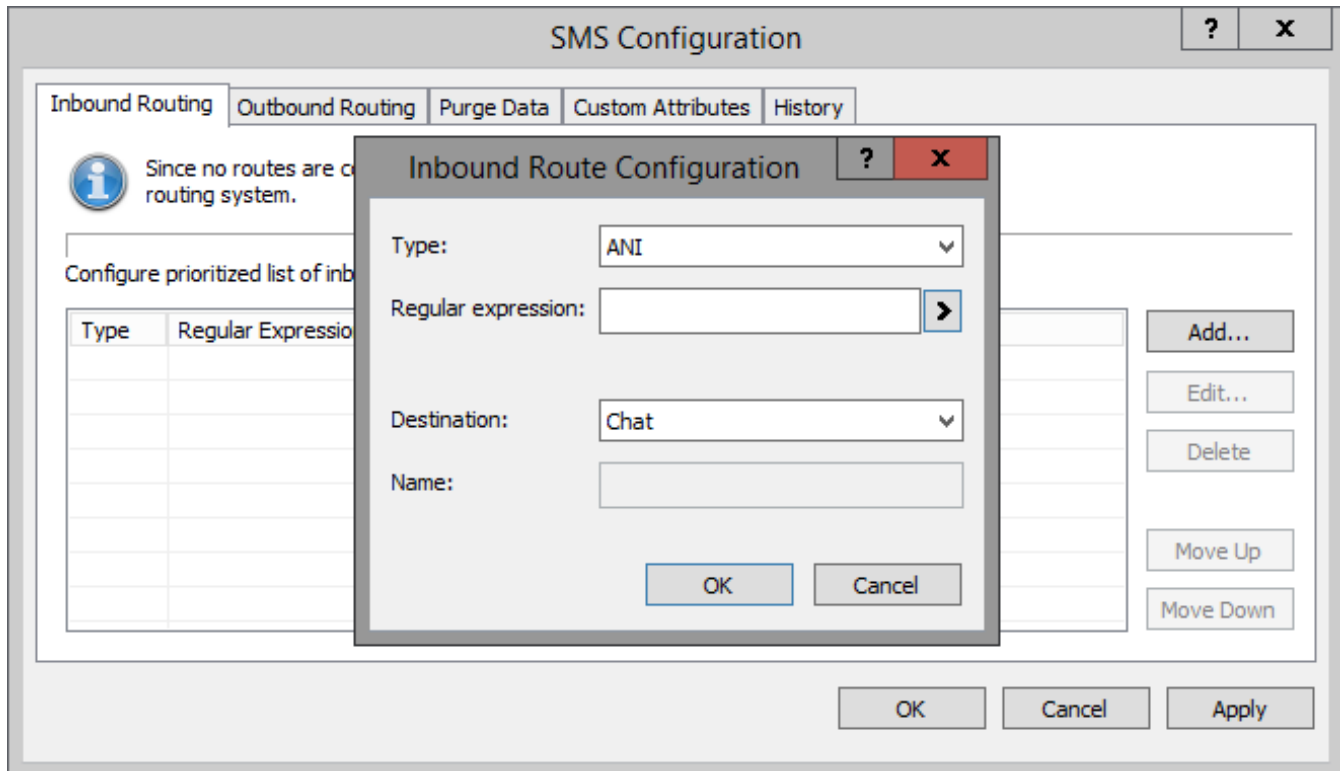 SMS Configuration
? x
Inbound Routing Outbound Routing Purge Data Custom Attributes History
Since no routes are
routing system.
Configure prioritized list of
Type Regular
Add...
Edit...
Delete
Move Up
Move Down
Inbound Route Configuration
? x
Type: ANI
Regular expression:
Destination: Chat
Name:
OK Cancel
OK Cancel Apply